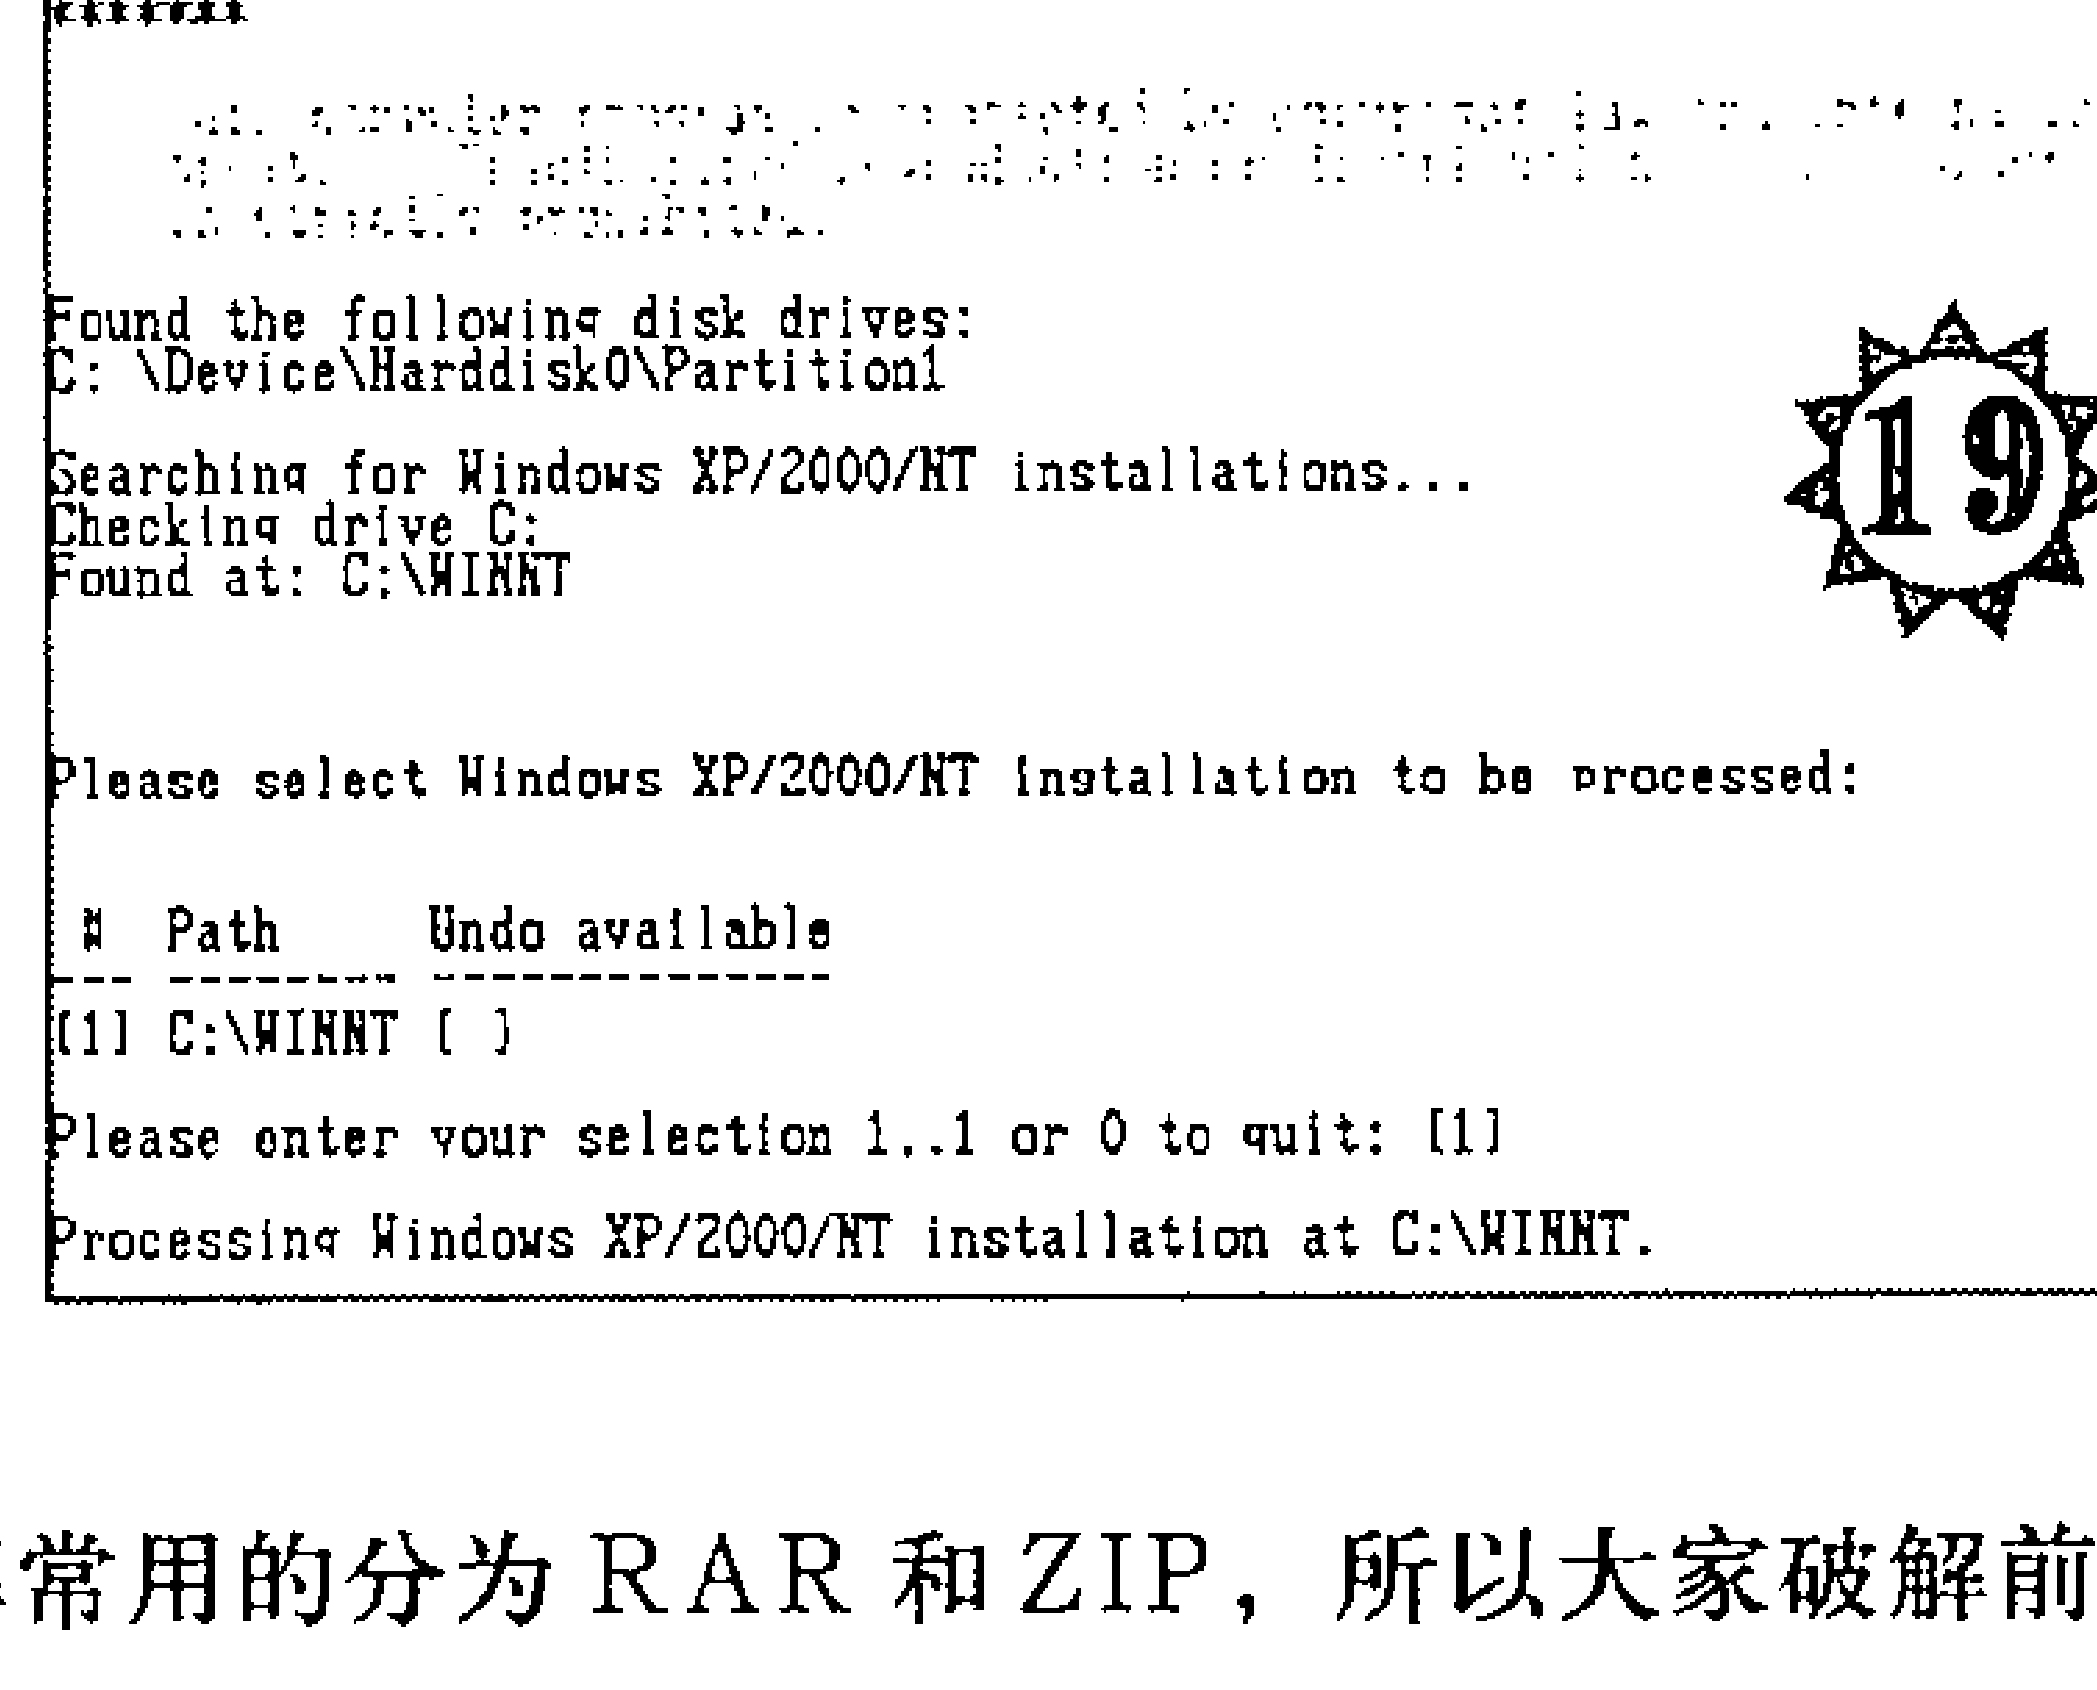 Found the following disk drives:
C: \Device\Harddisk0\Partition1
Searching for Windows XP/2000/NT installations...
Checking drive C:
Found at: C:\WINNT
19
Please select Windows XP/2000/NT installation to be processed:
# Path Undo available
--- -------- --------------
[1] C:\WINNT [ ]
Please enter your selection 1..1 or 0 to quit: [1]
Processing Windows XP/2000/NT installation at C:\WINNT.
常用的分为 RAR 和 ZIP，所以大家破解前